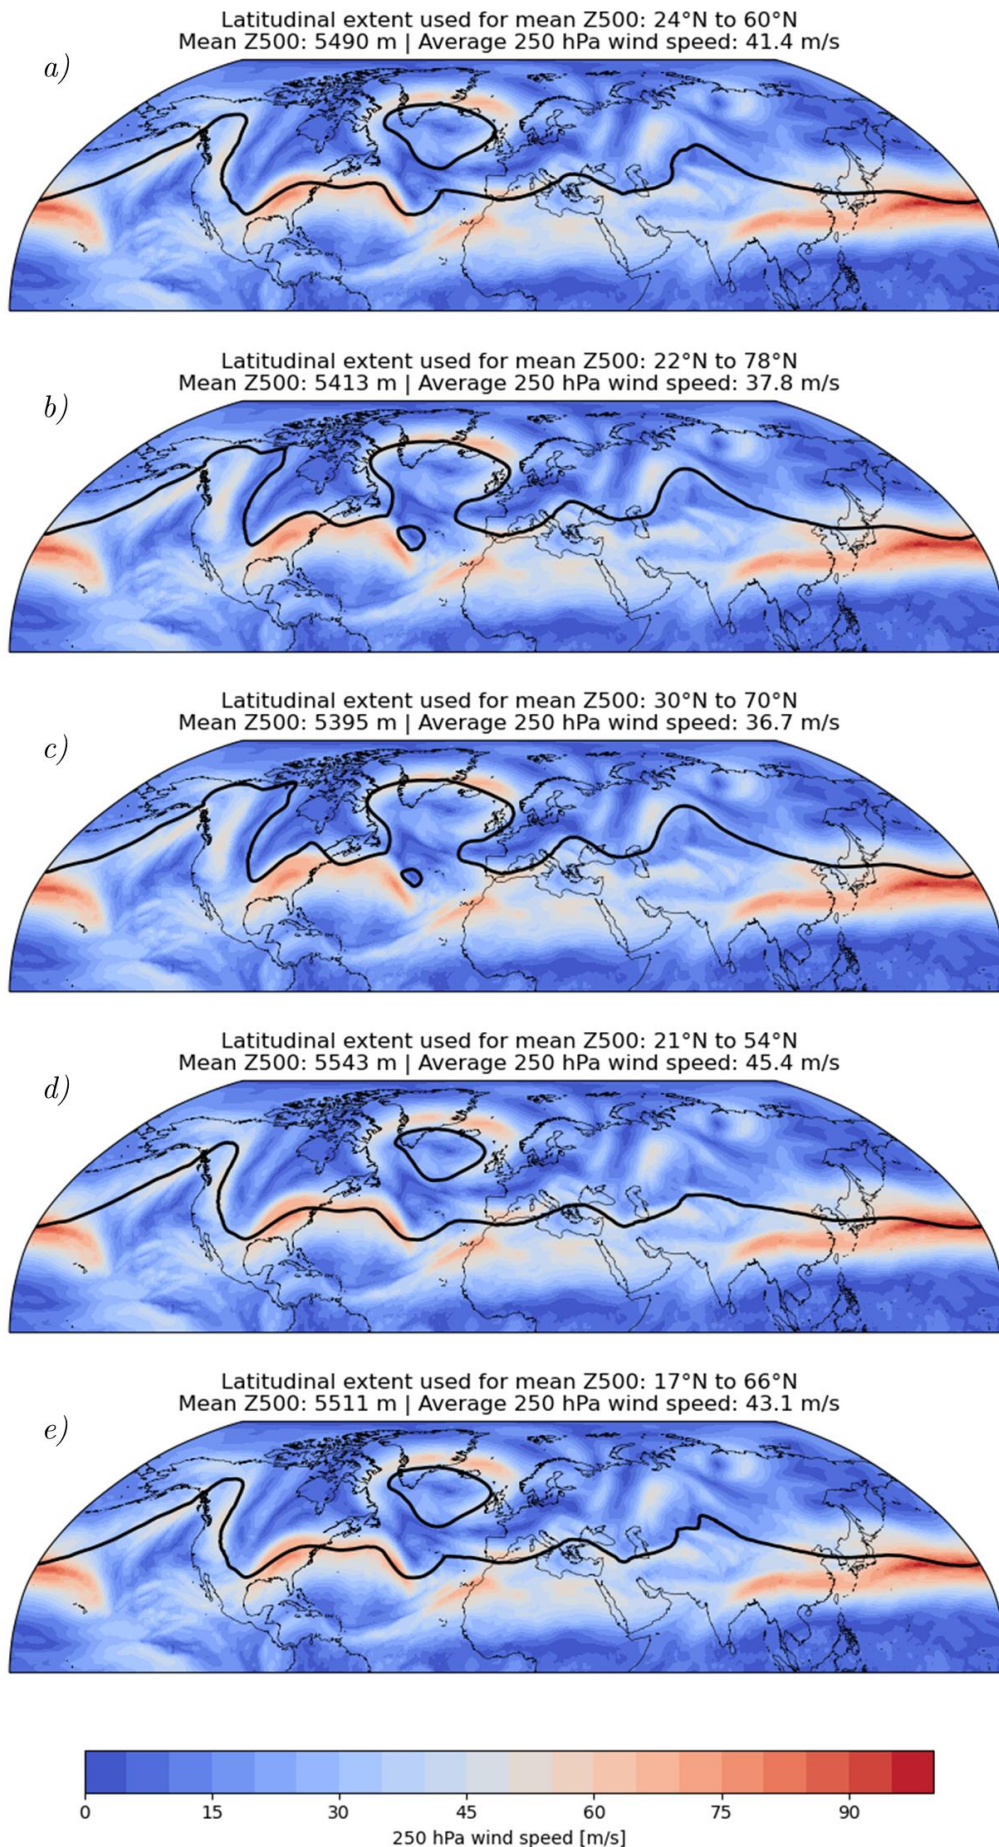 Latitudinal extent used for mean Z500: 24°N to 60°N
Mean Z500: 5490 m | Average 250 hPa wind speed: 41.4 m/s
a)
Latitudinal extent used for mean Z500: 22°N to 78°N
Mean Z500: 5413 m | Average 250 hPa wind speed: 37.8 m/s
b)
Latitudinal extent used for mean Z500: 30°N to 70°N
Mean Z500: 5395 m | Average 250 hPa wind speed: 36.7 m/s
c)
Latitudinal extent used for mean Z500: 21°N to 54°N
Mean Z500: 5543 m | Average 250 hPa wind speed: 45.4 m/s
d)
Latitudinal extent used for mean Z500: 17°N to 66°N
Mean Z500: 5511 m | Average 250 hPa wind speed: 43.1 m/s
e)
0 15 30 45 60 75 90
250 hPa wind speed [m/s]